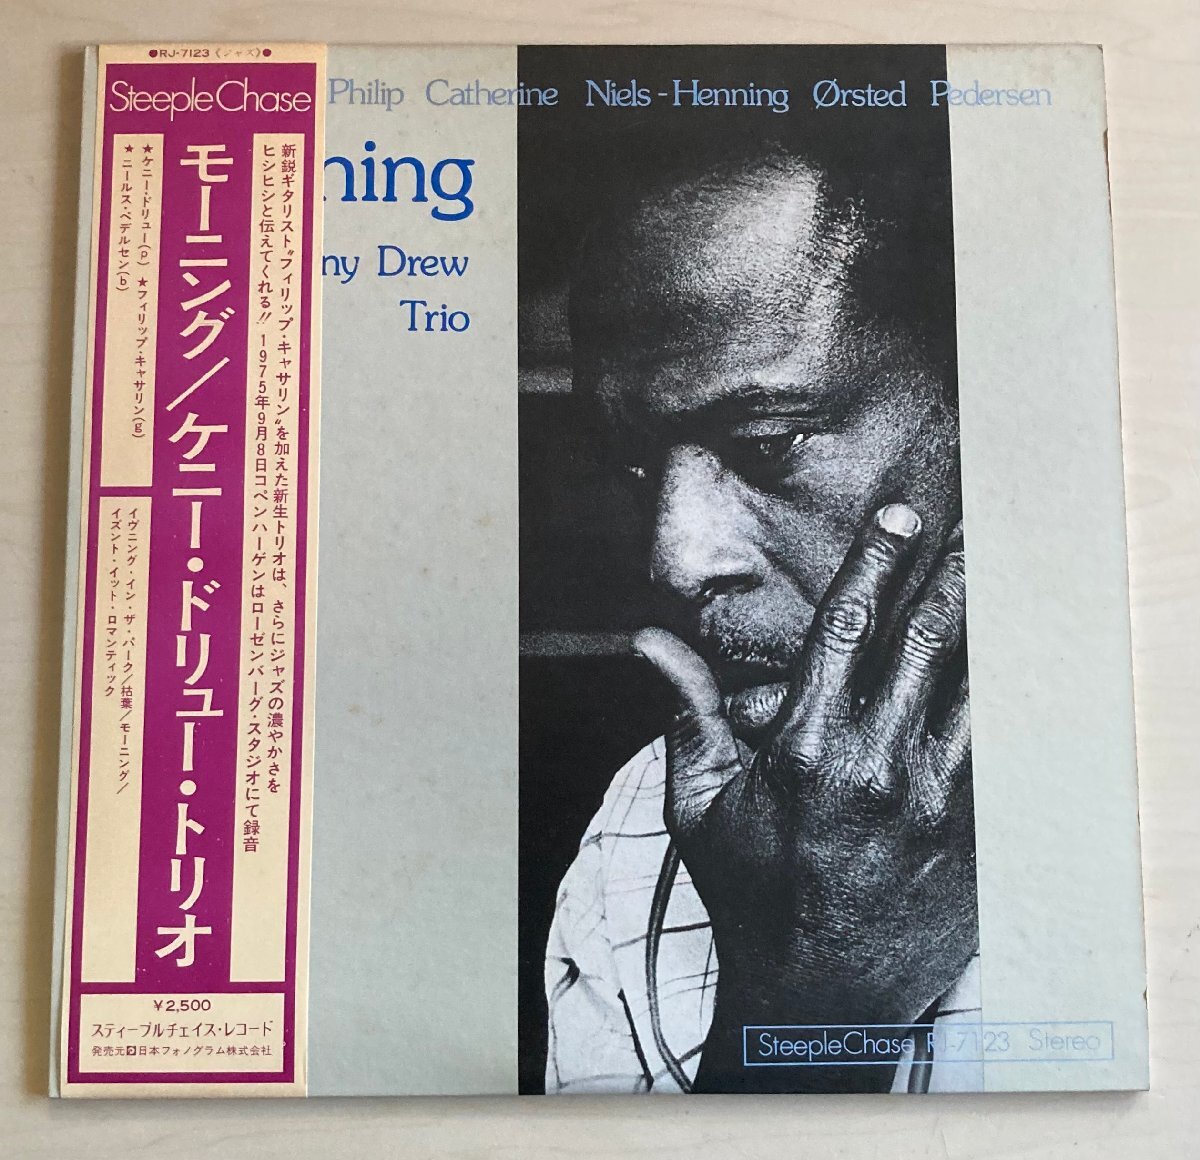 ●RJ-7123《ジャズ》●
SteepleChase
新鋭ギタリスト“フィリップ・キャサリン”を加えた新生トリオは、さらにジャズの濃やかさを
ヒシヒシと伝えてくれる!! 1975年9月8日コペンハーゲンはローゼンバーグ・スタジオにて録音
モーニング/ケニー・ドリュー・トリオ
★ケニー・ドリュー(p) ★フィリップ・キャサリン(g)
★ニールス・ペデルセン(b)
イヴニング・イン・ザ・パーク/枯葉/モーニング/
イズント・イット・ロマンティック
¥2,500
スティープルチェイス・レコード
発売元 日本フォノグラム株式会社
Philip Catherine Niels-Henning Ørsted Pedersen
ning
ny Drew
Trio
SteepleChase RJ-7123 Stereo